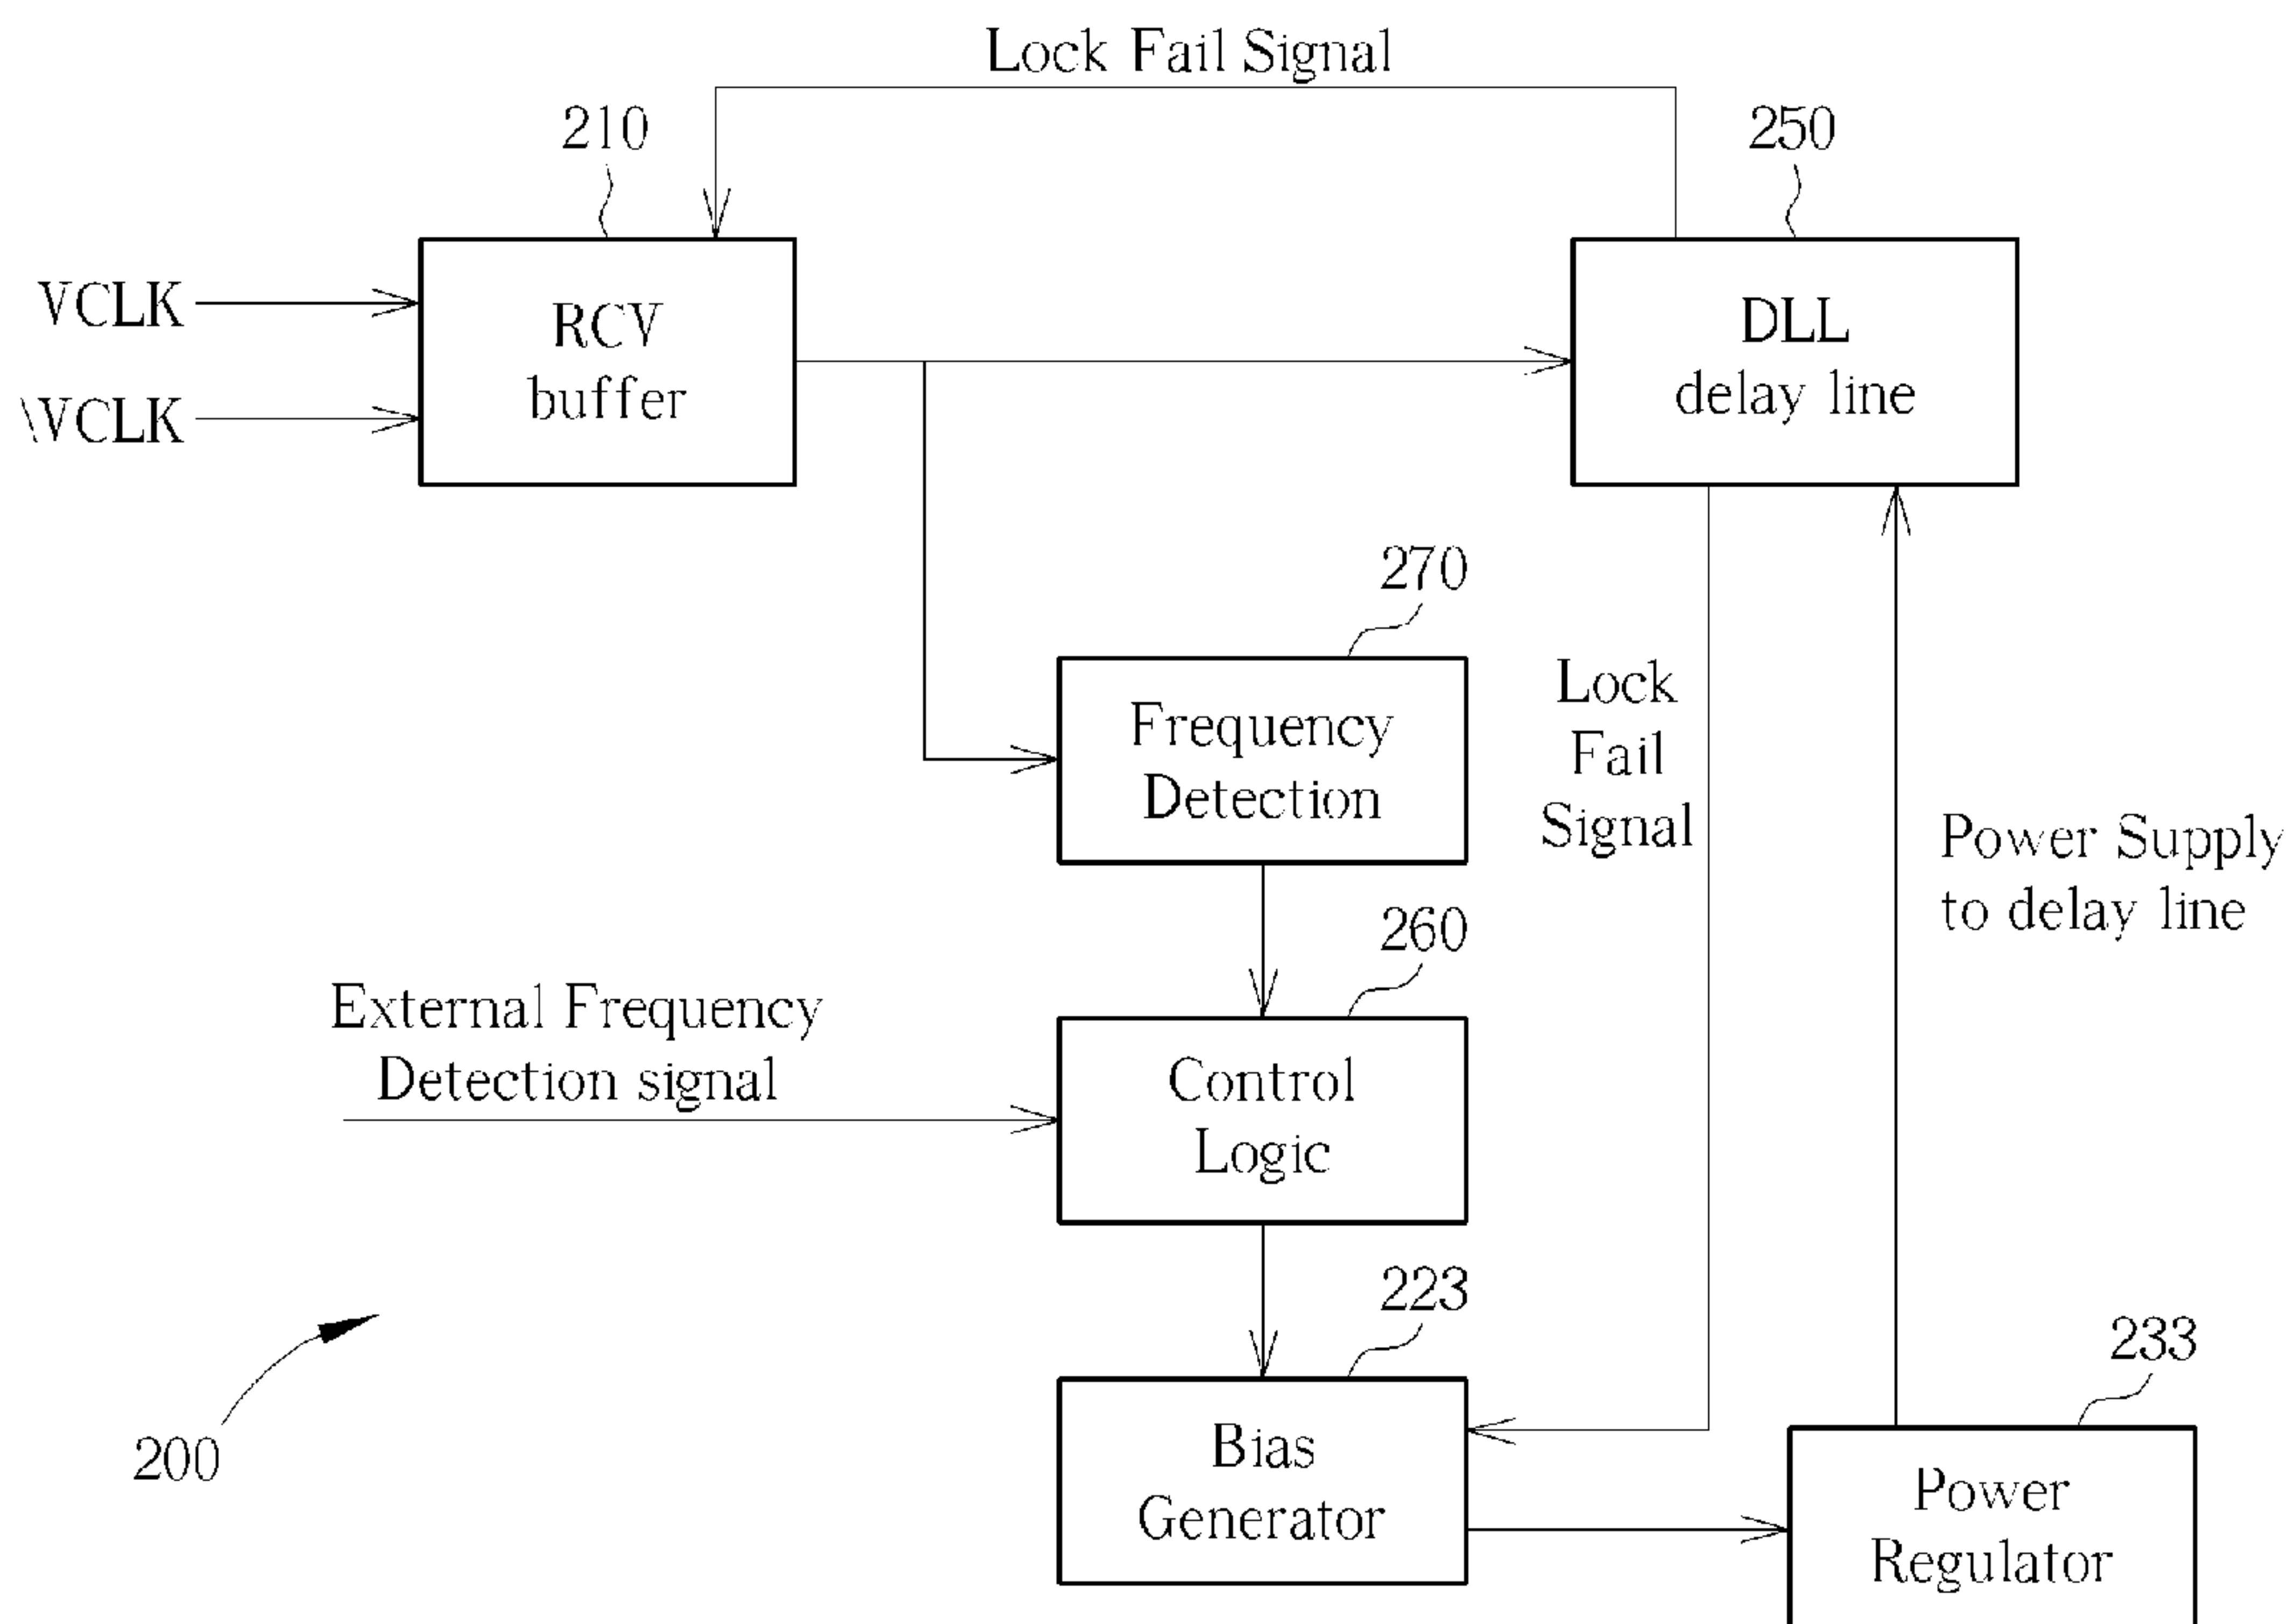 Lock Fail Signal
210
250
VCLK
\VCLK
RCV
buffer
DLL
delay line
270
Frequency
Detection
Lock
Fail
Signal
Power Supply
to delay line
260
External Frequency
Detection signal
Control
Logic
223
233
200
Bias
Generator
Power
Regulator